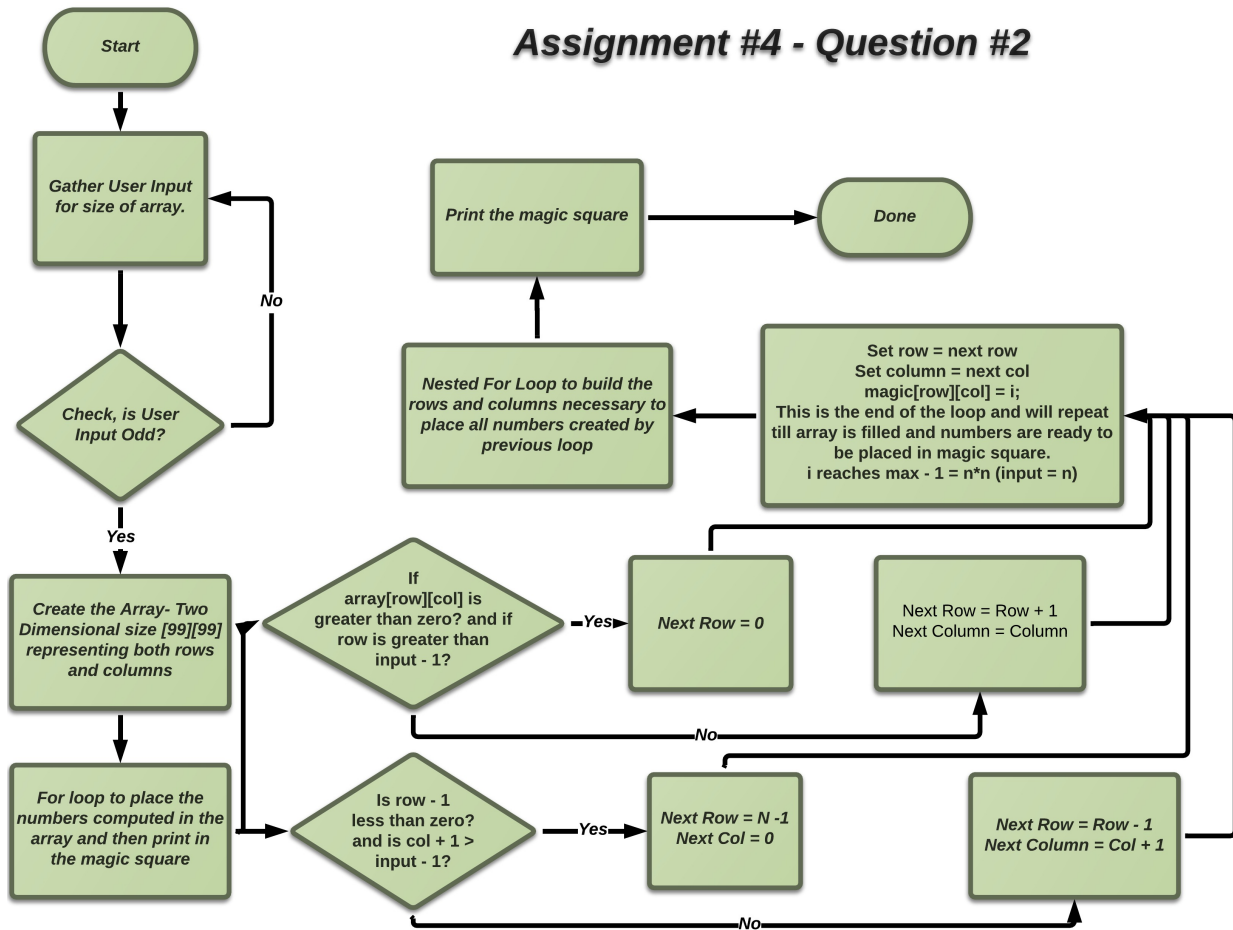 Assignment #4 - Question #2
Start
Gather User Input
for size of array.
No
Check, is User
Input Odd?
Yes
Create the Array- Two
Dimensional size [99][99]
representing both rows
and columns
For loop to place the
numbers computed in the
array and then print in
the magic square
If
array[row][col] is
greater than zero? and if
row is greater than
input - 1?
Yes
Next Row = 0
No
Next Row = Row + 1
Next Column = Column
Is row - 1
less than zero?
and is col + 1 >
input - 1?
Yes
Next Row = N -1
Next Col = 0
No
Next Row = Row - 1
Next Column = Col + 1
Set row = next row
Set column = next col
magic[row][col] = i;
This is the end of the loop and will repeat
till array is filled and numbers are ready to
be placed in magic square.
i reaches max - 1 = n*n (input = n)
Nested For Loop to build the
rows and columns necessary to
place all numbers created by
previous loop
Print the magic square
Done